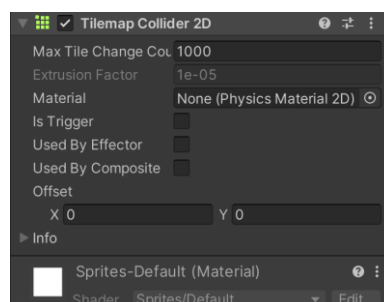 Tilemap Collider 2D
Max Tile Change Cou 1000
Extrusion Factor 1e-05
Material None (Physics Material 2D)
Is Trigger
Used By Effector
Used By Composite
Offset
X 0 Y 0
Info
Sprites-Default (Material)
Shader Sprites/Default Edit...